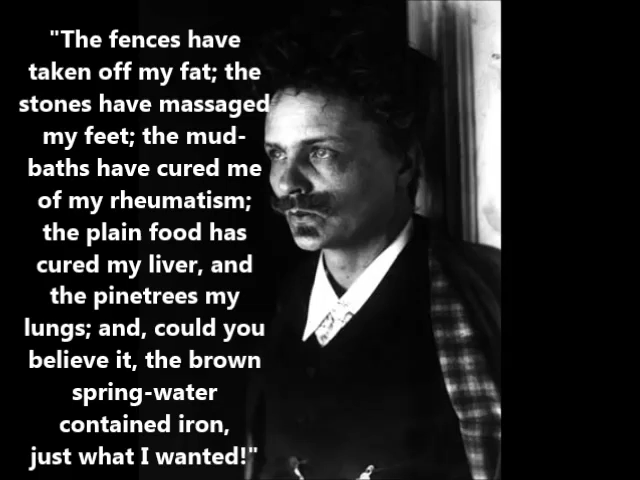 "The fences have
taken off my fat; the
stones have massaged
my feet; the mud-
baths have cured me
of my rheumatism;
the plain food has
cured my liver, and
the pinetrees my
lungs; and, could you
believe it, the brown
spring-water
contained iron,
just what I wanted!"